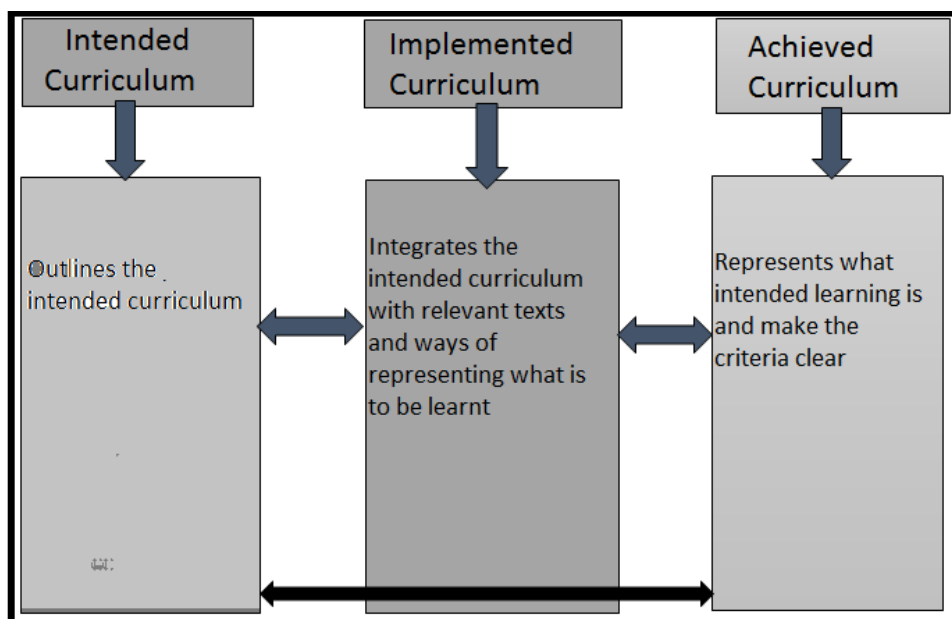 Intended
Curriculum
Implemented
Curriculum
Achieved
Curriculum
Outlines the
intended curriculum
Integrates the
intended curriculum
with relevant texts
and ways of
representing what is
to be learnt
Represents what
intended learning is
and make the
criteria clear